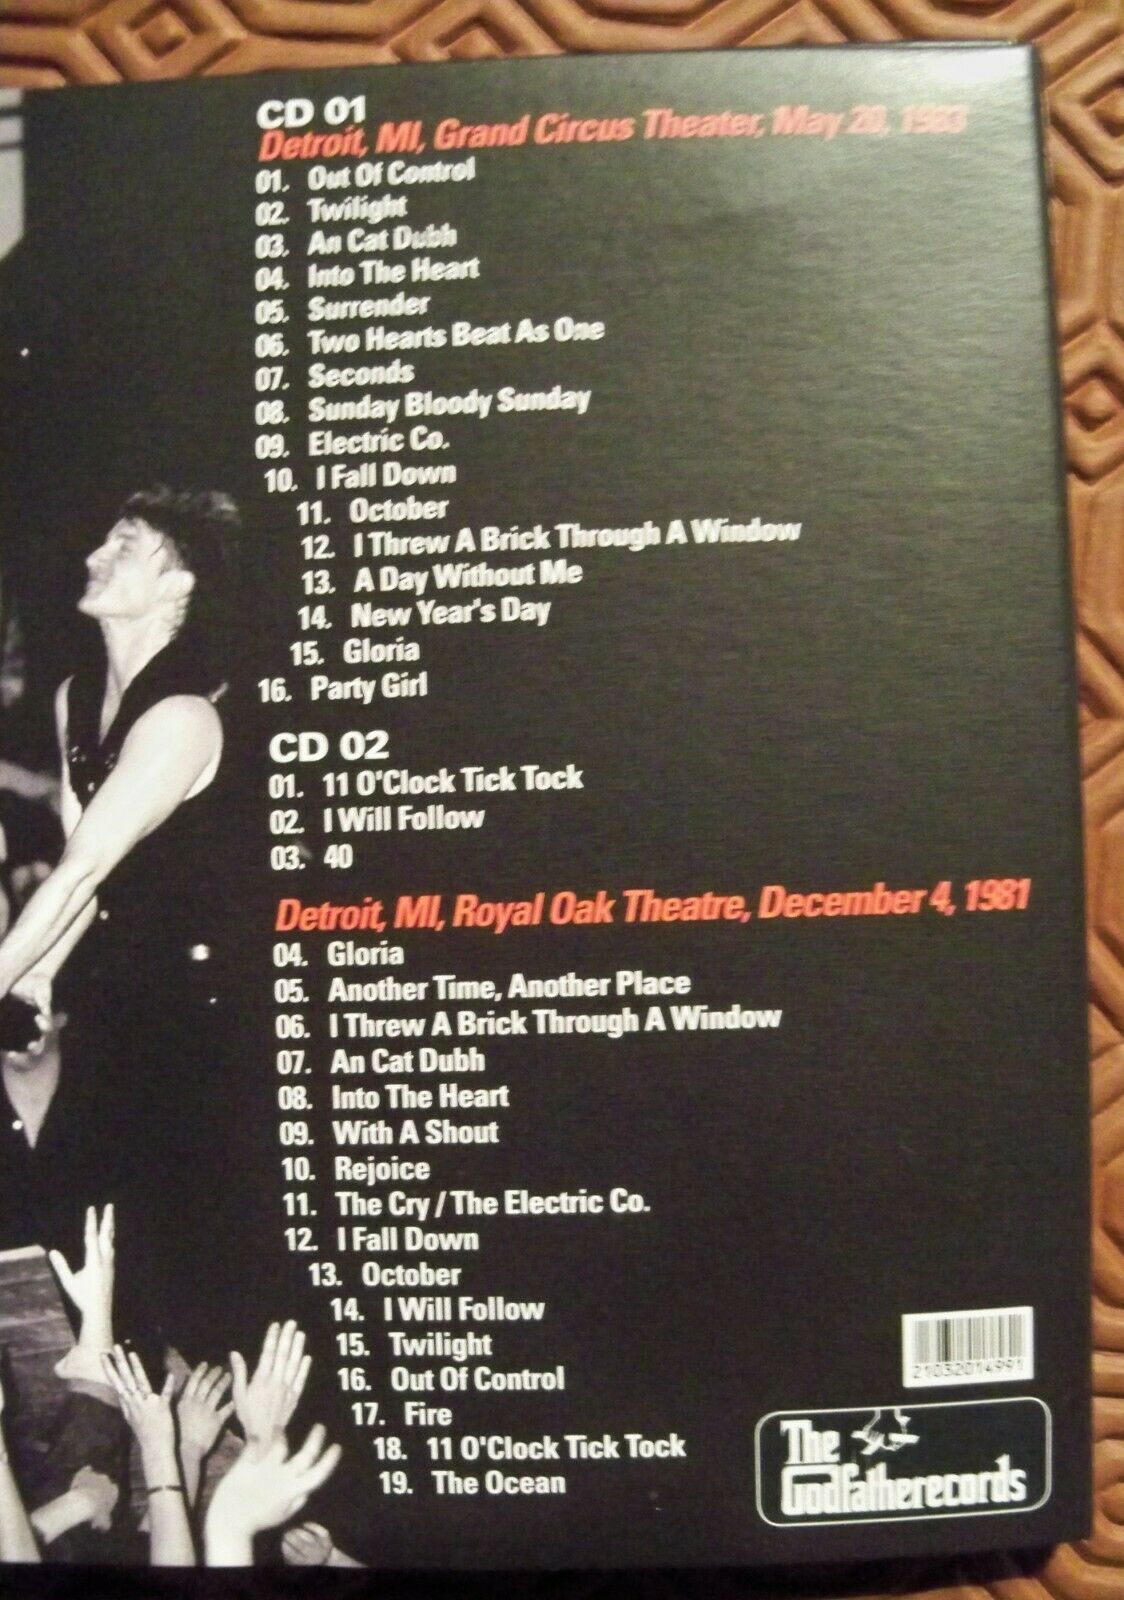 CD 01
Detroit, MI, Grand Circus Theater, May 20, 1983
01. Out Of Control
02. Twilight
03. An Cat Dubh
04. Into The Heart
05. Surrender
06. Two Hearts Beat As One
07. Seconds
08. Sunday Bloody Sunday
09. Electric Co.
10. I Fall Down
11. October
12. I Threw A Brick Through A Window
13. A Day Without Me
14. New Year's Day
15. Gloria
16. Party Girl
CD 02
01. 11 O'Clock Tick Tock
02. I Will Follow
03. 40
Detroit, MI, Royal Oak Theatre, December 4, 1981
04. Gloria
05. Another Time, Another Place
06. I Threw A Brick Through A Window
07. An Cat Dubh
08. Into The Heart
09. With A Shout
10. Rejoice
11. The Cry / The Electric Co.
12. I Fall Down
13. October
14. I Will Follow
15. Twilight
16. Out Of Control
17. Fire
18. 11 O'Clock Tick Tock
19. The Ocean
21052014991
The
Godfatherecords